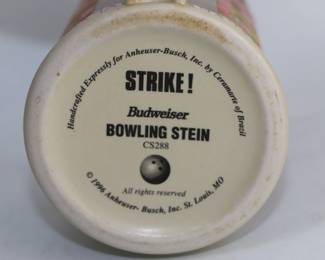 Handcrafted Expressly for Anheuser-Busch, Inc. by Ceramarte of Brazil
STRIKE!
Budweiser
BOWLING STEIN
CS288
All rights reserved
© 1996 Anheuser- Busch, Inc. St. Louis, MO